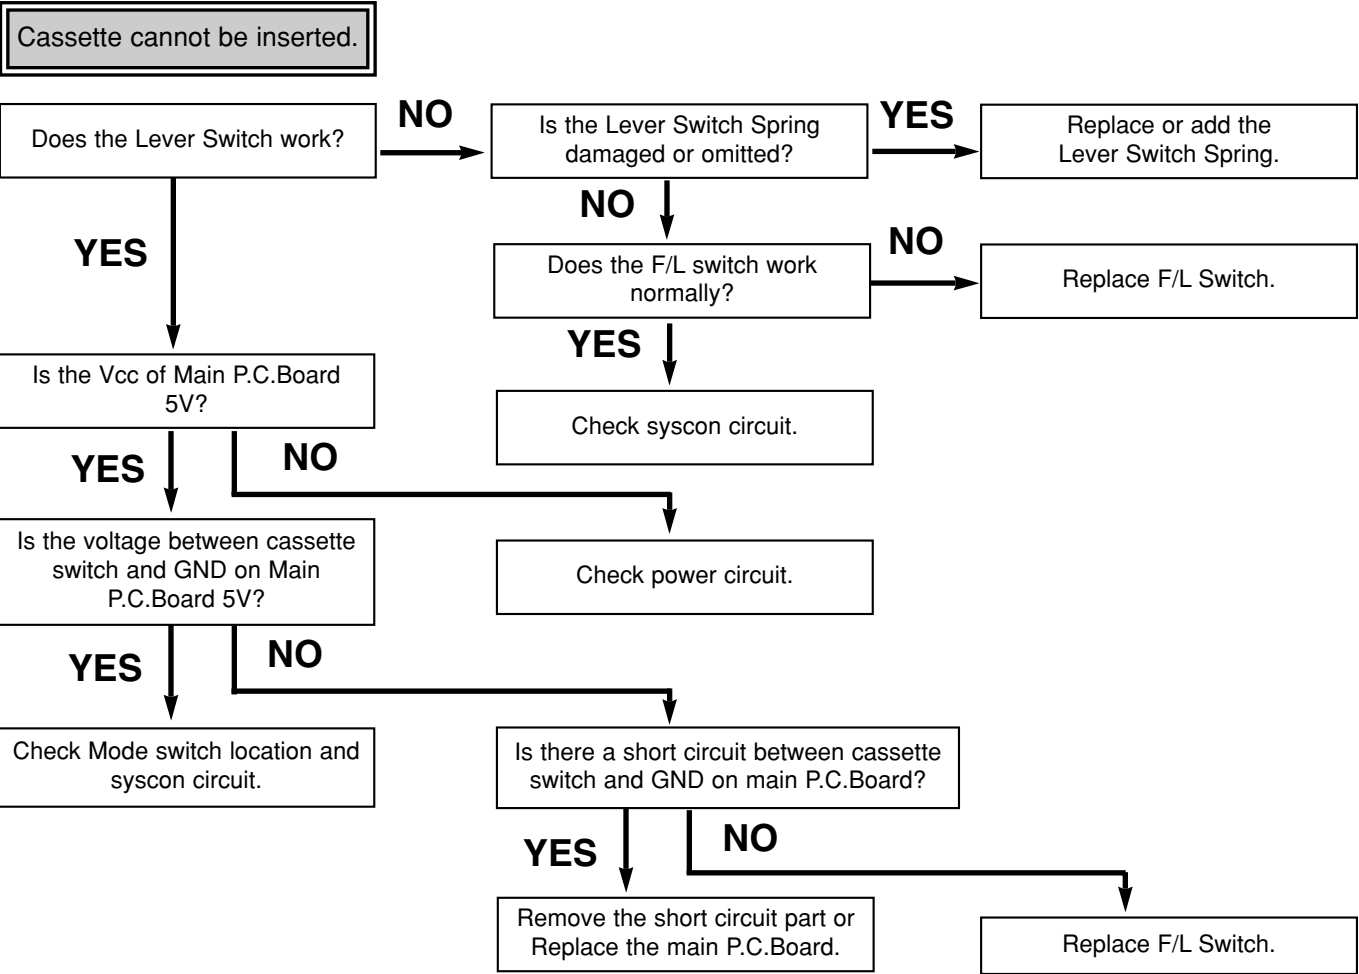 Cassette cannot be inserted.
Does the Lever Switch work?
NO
Is the Lever Switch Spring
damaged or omitted?
YES
Replace or add the
Lever Switch Spring.
NO
YES
Does the F/L switch work
normally?
NO
Replace F/L Switch.
YES
Is the Vcc of Main P.C.Board
5V?
Check syscon circuit.
YES
NO
Is the voltage between cassette
switch and GND on Main
P.C.Board 5V?
Check power circuit.
YES
NO
Check Mode switch location and
syscon circuit.
Is there a short circuit between cassette
switch and GND on main P.C.Board?
YES
NO
Remove the short circuit part or
Replace the main P.C.Board.
Replace F/L Switch.